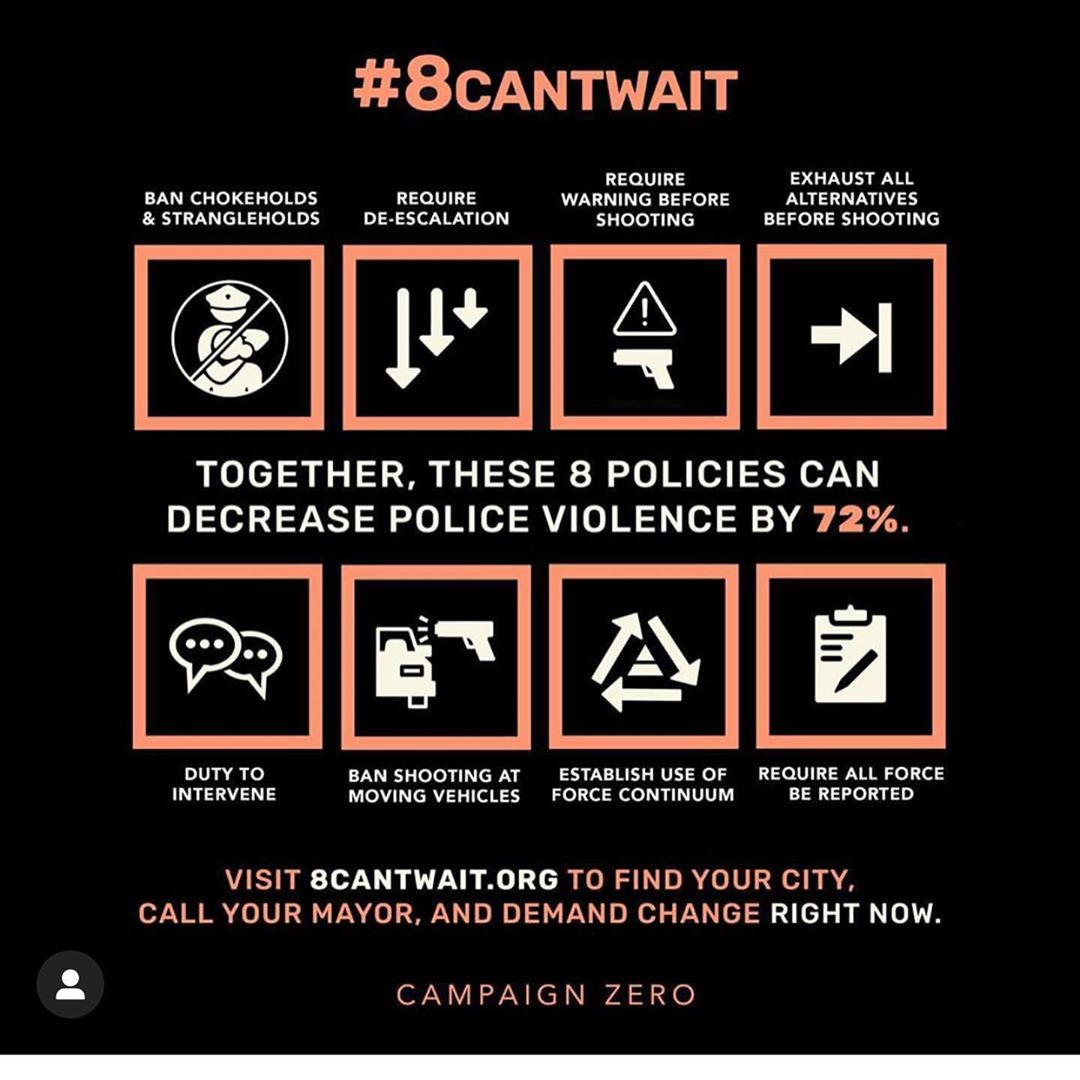 #8CANTWAIT
BAN CHOKEHOLDS
& STRANGLEHOLDS
REQUIRE
DE-ESCALATION
REQUIRE
WARNING BEFORE
SHOOTING
EXHAUST ALL
ALTERNATIVES
BEFORE SHOOTING
TOGETHER, THESE 8 POLICIES CAN
DECREASE POLICE VIOLENCE BY 72%.
DUTY TO
INTERVENE
BAN SHOOTING AT
MOVING VEHICLES
ESTABLISH USE OF
FORCE CONTINUUM
REQUIRE ALL FORCE
BE REPORTED
VISIT 8CANTWAIT.ORG TO FIND YOUR CITY,
CALL YOUR MAYOR, AND DEMAND CHANGE RIGHT NOW.
CAMPAIGN ZERO